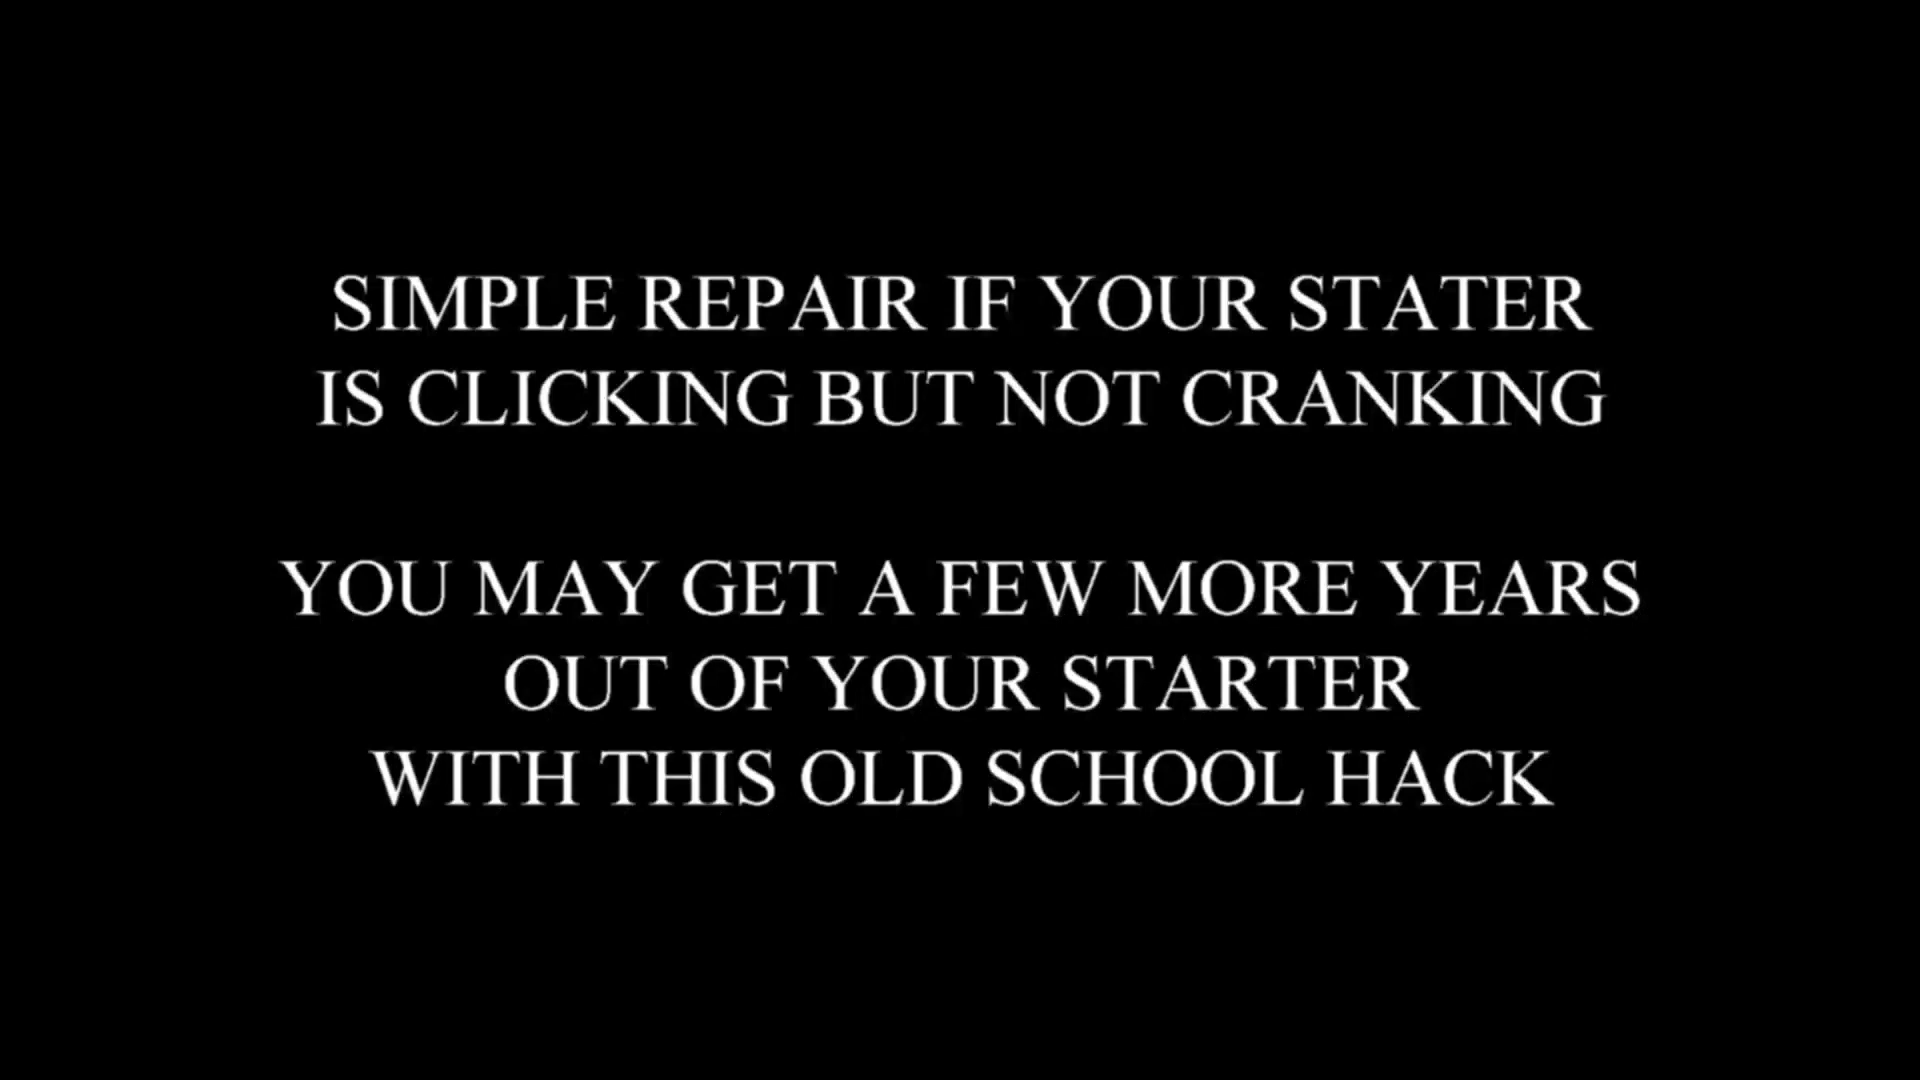 SIMPLE REPAIR IF YOUR STATER
IS CLICKING BUT NOT CRANKING
YOU MAY GET A FEW MORE YEARS
OUT OF YOUR STARTER
WITH THIS OLD SCHOOL HACK